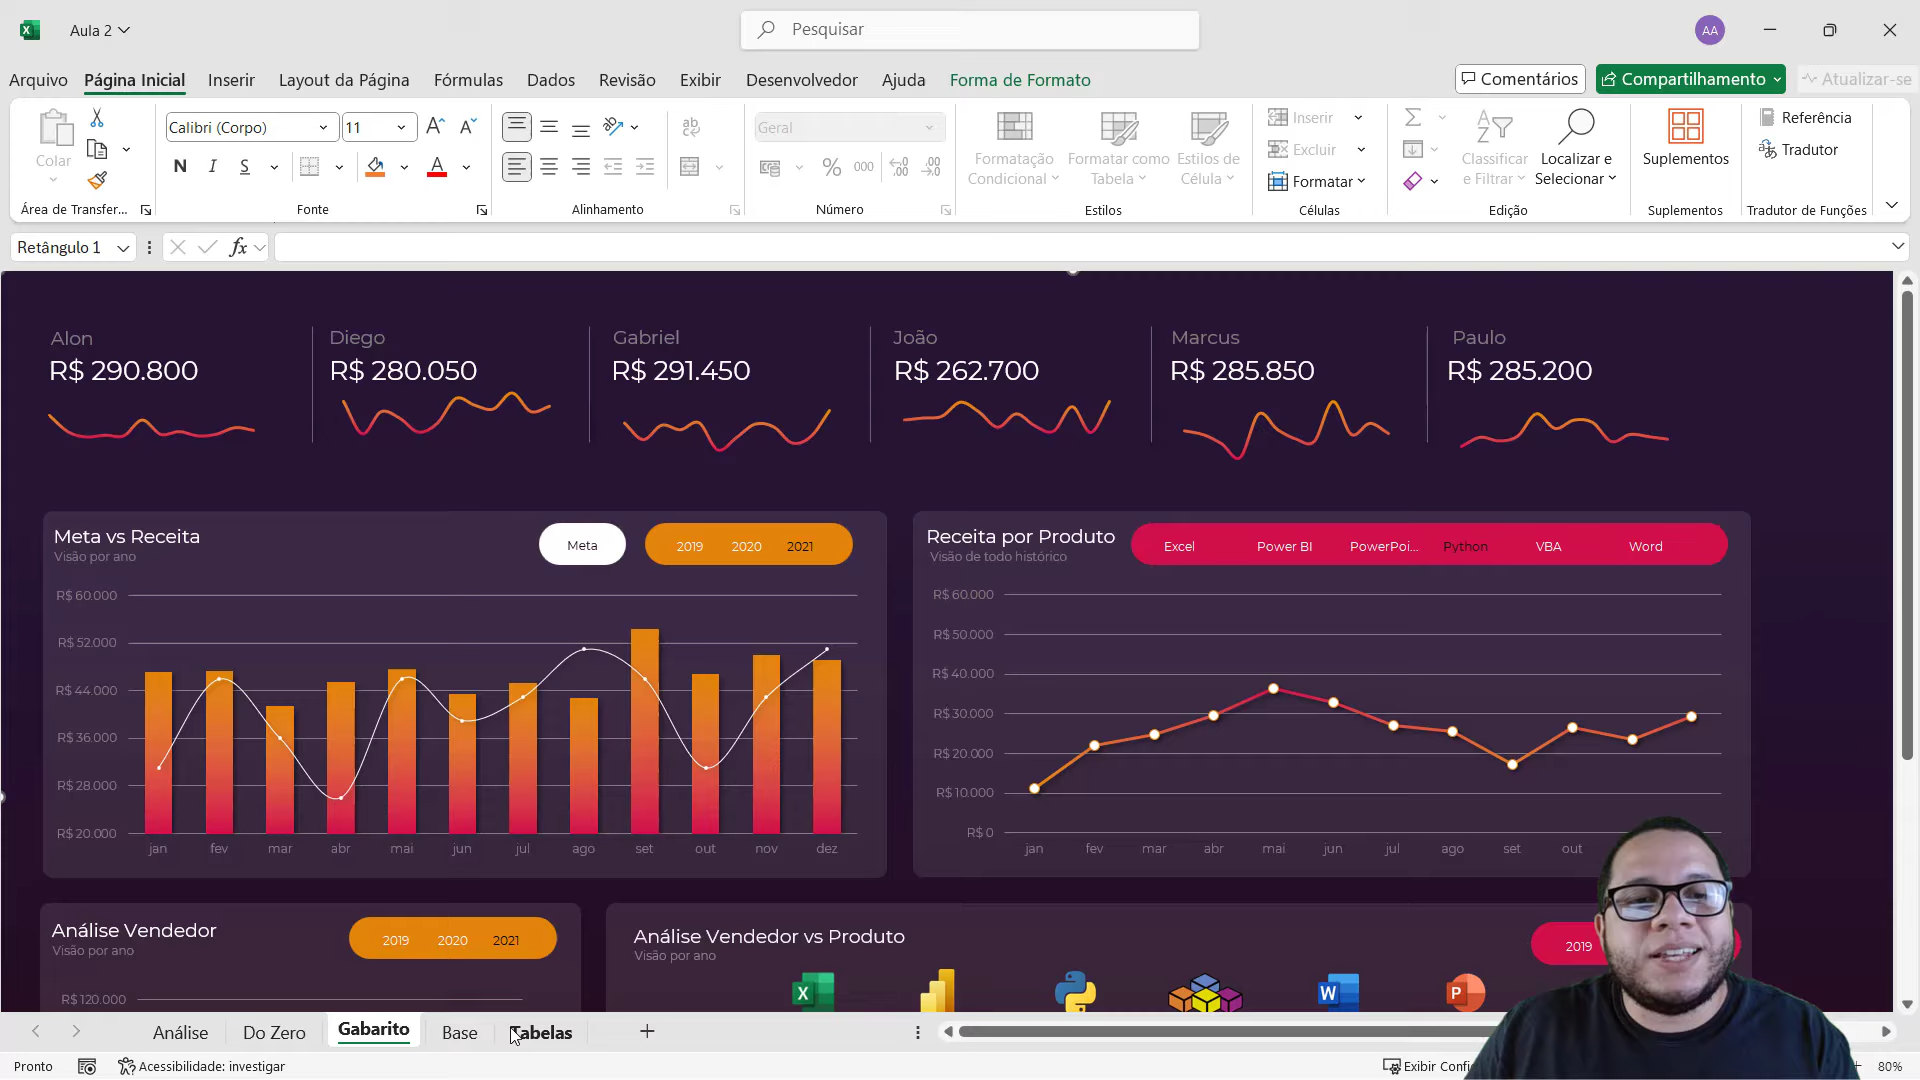 Aula 2
Pesquisar
AA
Arquivo Página Inicial Inserir Layout da Página Fórmulas Dados Revisão Exibir Desenvolvedor Ajuda Forma de Formato
Comentários Compartilhamento Atualizar-se
Colar
Calibri (Corpo) 11
N I S
ab
Geral
% 000
Formatação Condicional
Formatar como Tabela
Estilos de Célula
Inserir
Excluir
Formatar
Classificar e Filtrar
Localizar e Selecionar
Suplementos
Referência
Tradutor
Área de Transfer... Fonte Alinhamento Número Estilos Células Edição Suplementos Tradutor de Funções
Retângulo 1
fx
Alon Diego Gabriel João Marcus Paulo
R$ 290.800 R$ 280.050 R$ 291.450 R$ 262.700 R$ 285.850 R$ 285.200
Meta vs Receita
Visão por ano
Meta
2019 2020 2021
R$ 60.000
R$ 52.000
R$ 44.000
R$ 36.000
R$ 28.000
R$ 20.000
jan fev mar abr mai jun jul ago set out nov dez
Receita por Produto
Visão de todo histórico
Excel Power BI PowerPoi... Python VBA Word
R$ 60.000
R$ 50.000
R$ 40.000
R$ 30.000
R$ 20.000
R$ 10.000
R$ 0
jan fev mar abr mai jun jul ago set out
Análise Vendedor
Visão por ano
2019 2020 2021
R$ 120.000
Análise Vendedor vs Produto
Visão por ano
2019
X W P
Análise Do Zero Gabarito Base Tabelas
Pronto
Acessibilidade: investigar
Exibir
80%